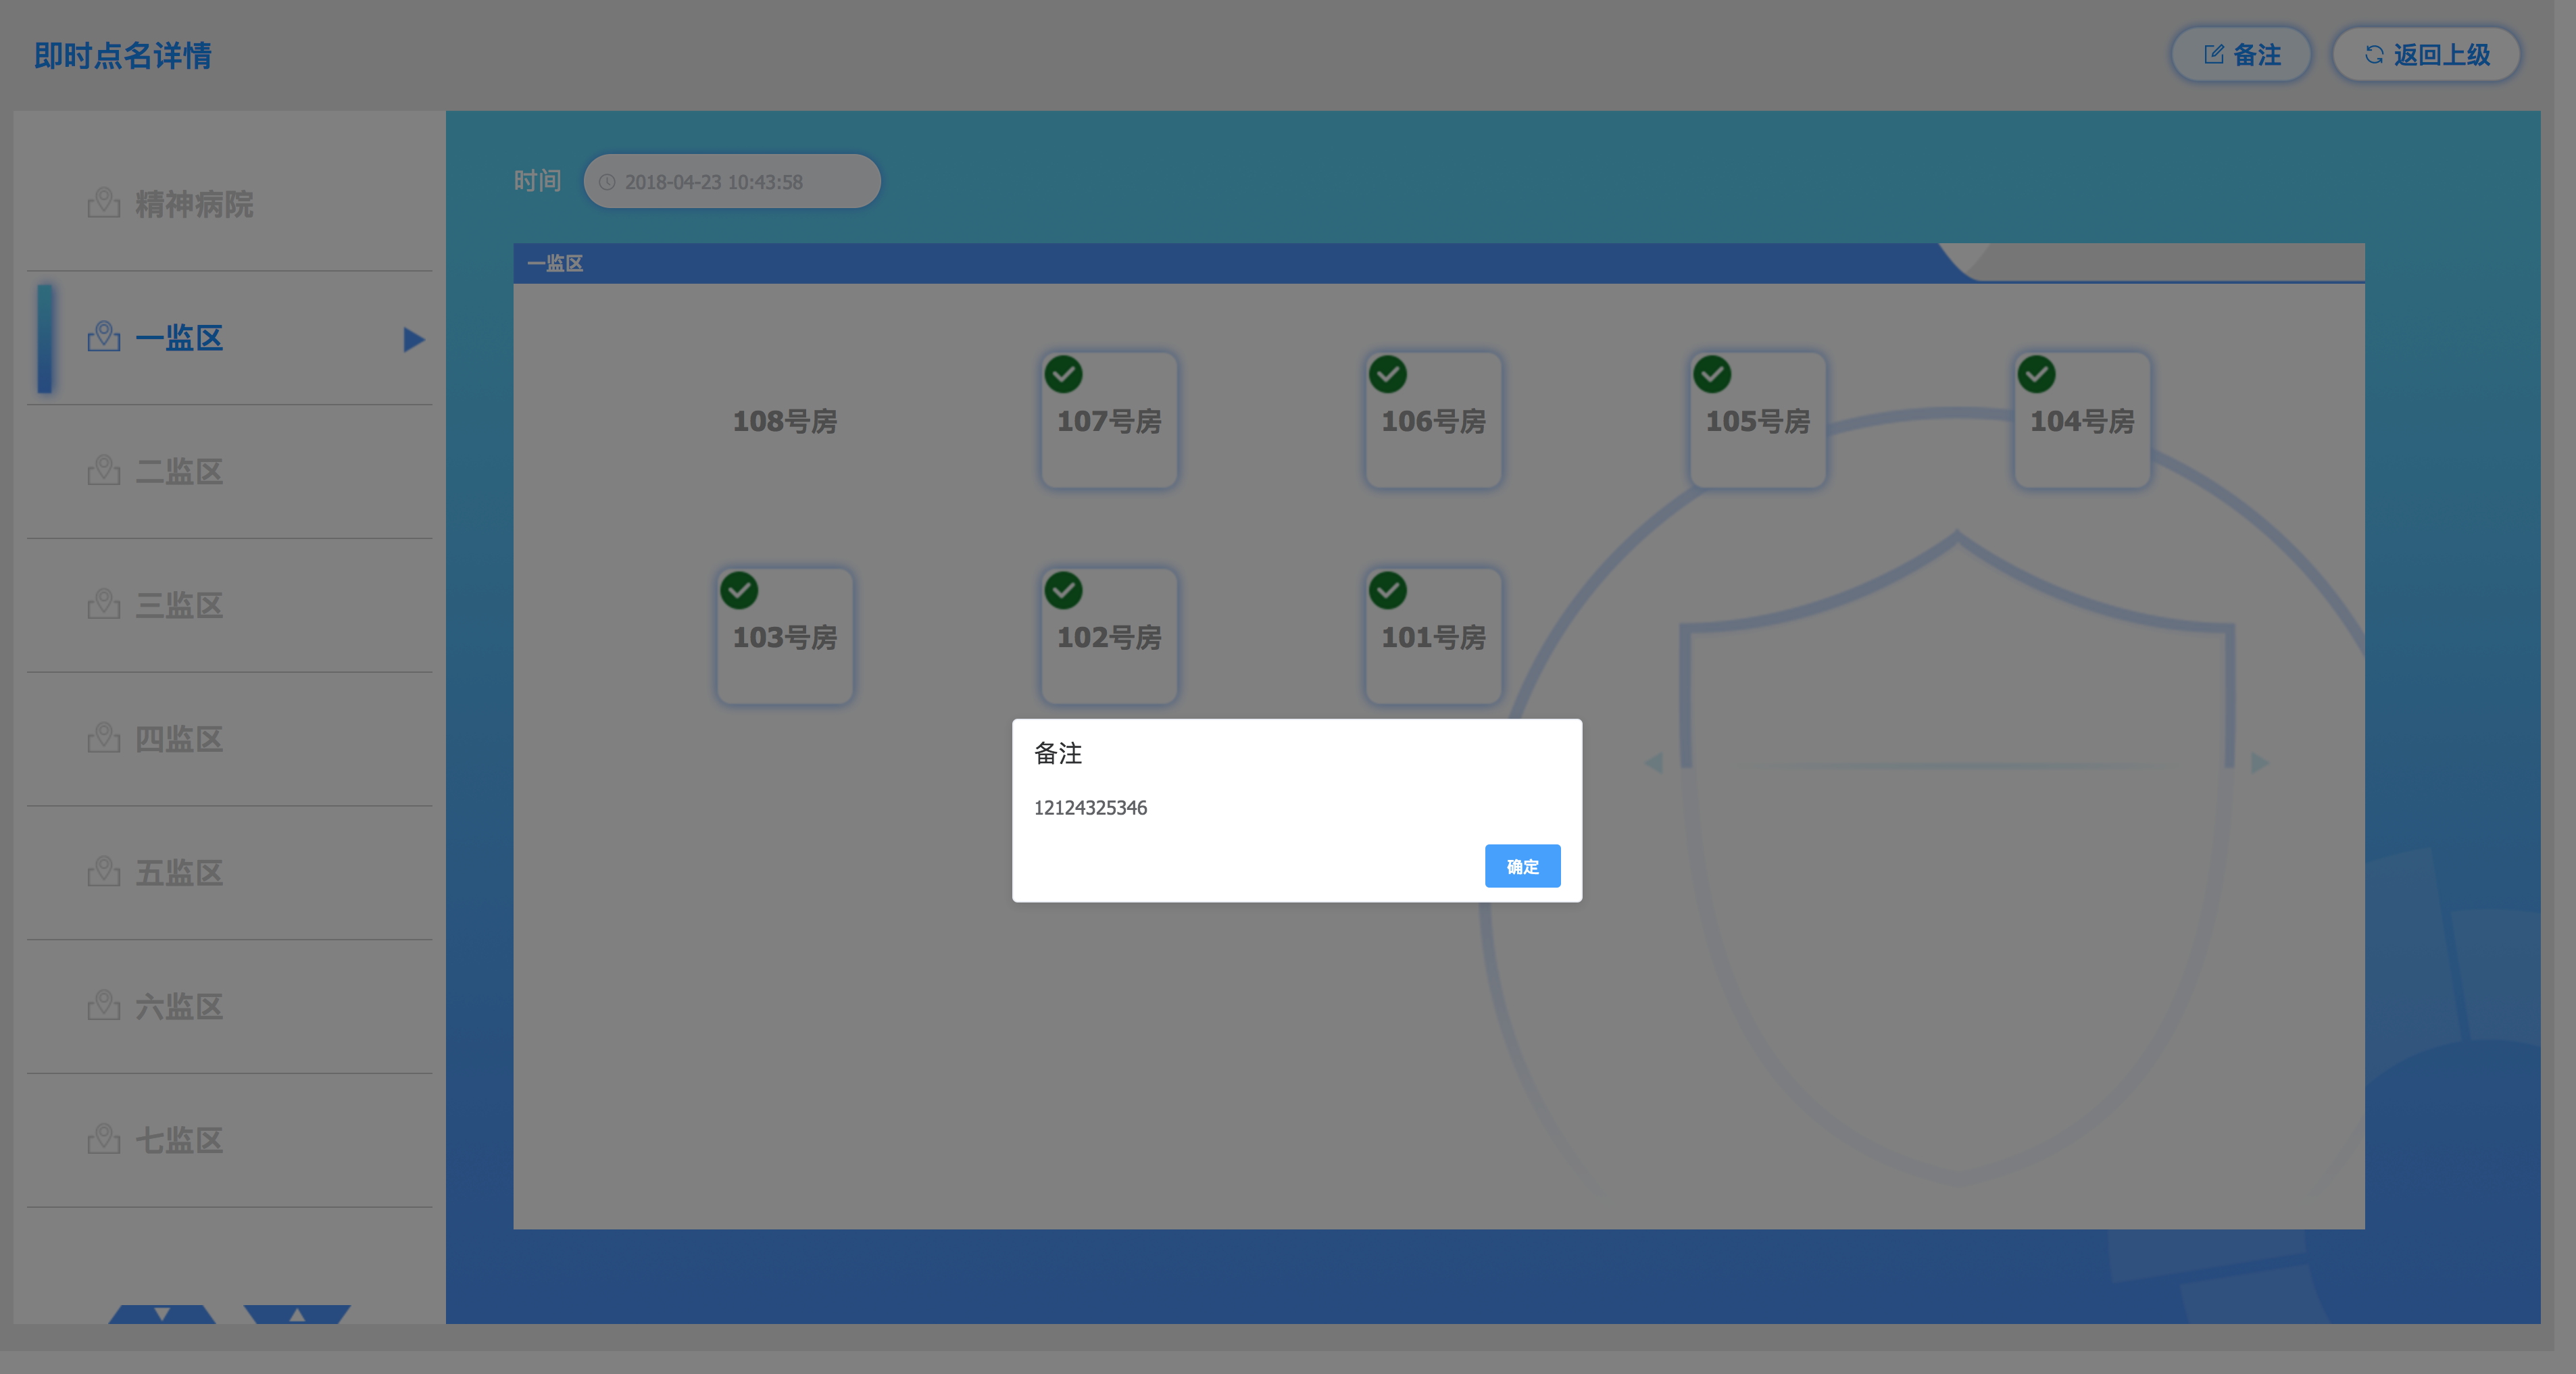 即时点名详情
备注
返回上级
精神病院
一监区
二监区
三监区
四监区
五监区
六监区
七监区
时间
2018-04-23 10:43:58
一监区
108号房
107号房
106号房
105号房
104号房
103号房
102号房
101号房
备注
12124325346
确定